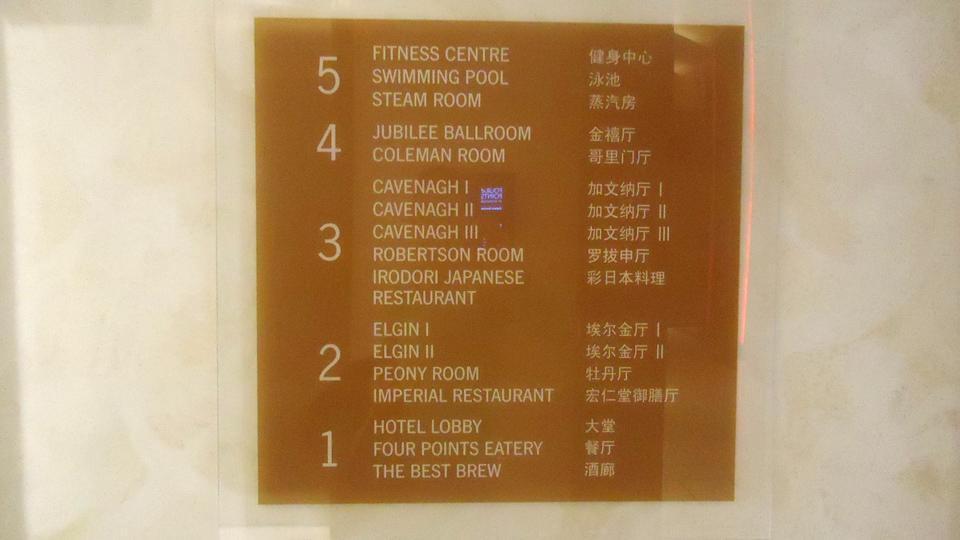 5
FITNESS CENTRE 健身中心
SWIMMING POOL 泳池
STEAM ROOM 蒸汽房
4
JUBILEE BALLROOM 金禧厅
COLEMAN ROOM 哥里门厅
3
CAVENAGH I 加文纳厅 I
CAVENAGH II 加文纳厅 II
CAVENAGH III 加文纳厅 III
ROBERTSON ROOM 罗拔申厅
IRODORI JAPANESE 彩日本料理
RESTAURANT
2
ELGIN I 埃尔金厅 I
ELGIN II 埃尔金厅 II
PEONY ROOM 牡丹厅
IMPERIAL RESTAURANT 宏仁堂御膳厅
1
HOTEL LOBBY 大堂
FOUR POINTS EATERY 餐厅
THE BEST BREW 酒廊